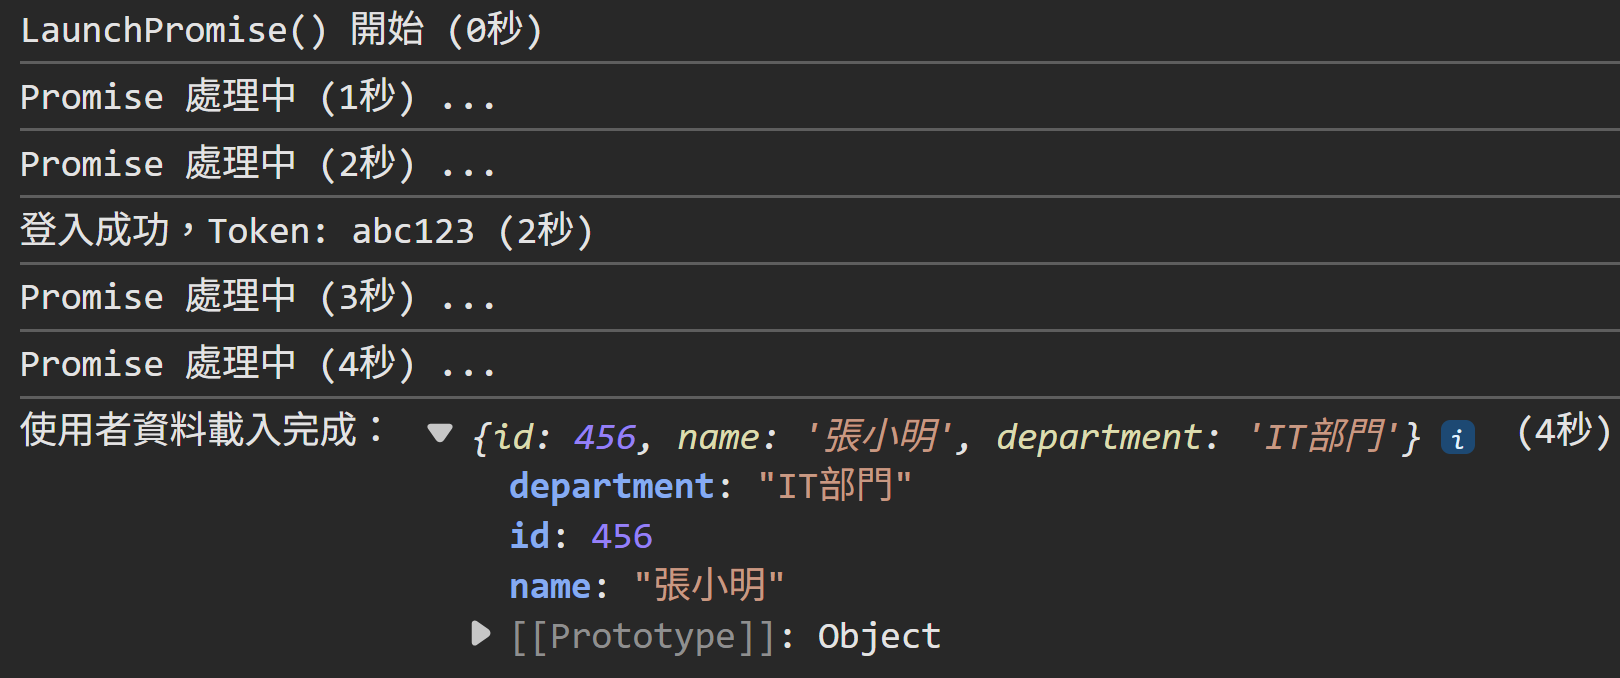 LaunchPromise() 開始 (0秒)
Promise 處理中 (1秒) ...
Promise 處理中 (2秒) ...
登入成功，Token: abc123 (2秒)
Promise 處理中 (3秒) ...
Promise 處理中 (4秒) ...
使用者資料載入完成： {id: 456, name: '張小明', department: 'IT部門'} i (4秒)
department: "IT部門"
id: 456
name: "張小明"
[[Prototype]]: Object